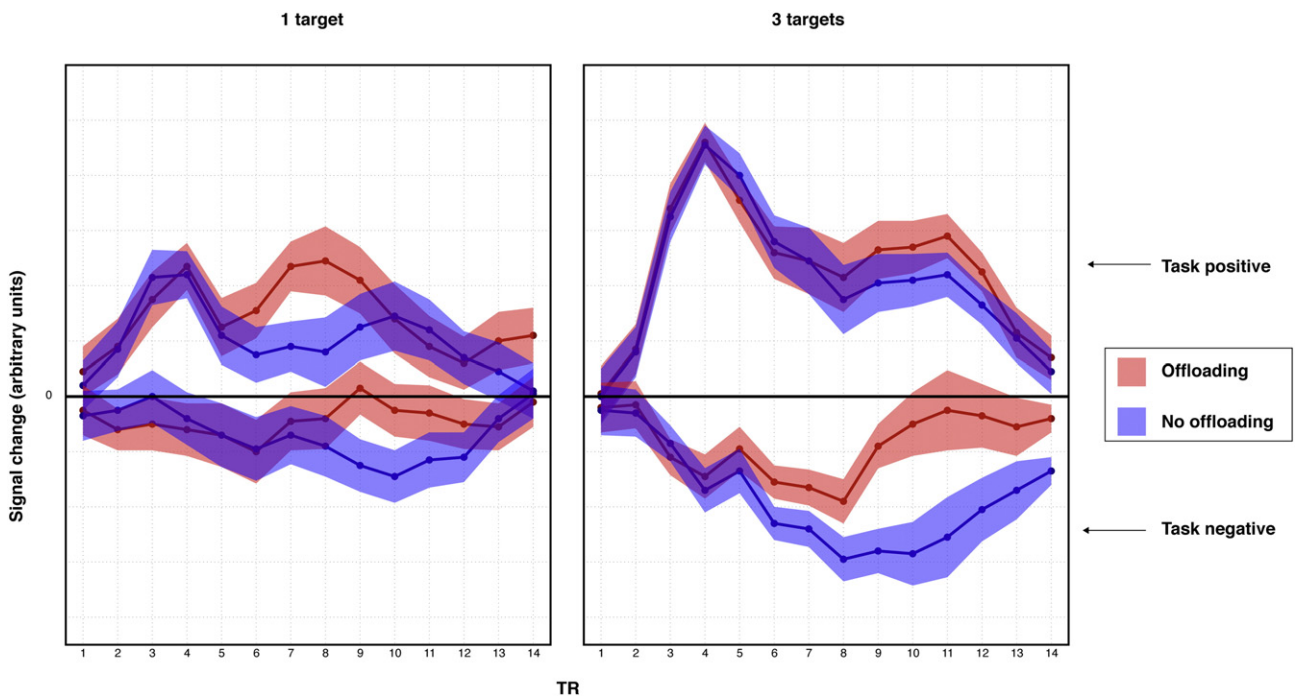 1 target
3 targets
Signal change (arbitrary units)
0
1 2 3 4 5 6 7 8 9 10 11 12 13 14
1 2 3 4 5 6 7 8 9 10 11 12 13 14
TR
Task positive
Offloading
No offloading
Task negative